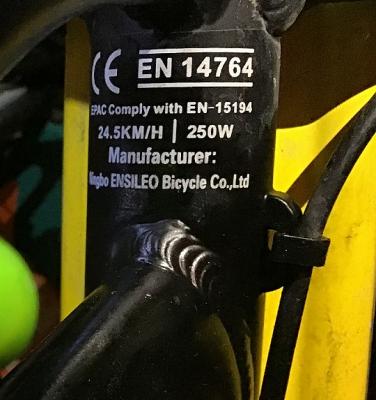 CE EN 14764
EPAC Comply with EN-15194
24.5KM/H | 250W
Manufacturer:
Ningbo ENSILEO Bicycle Co.,Ltd